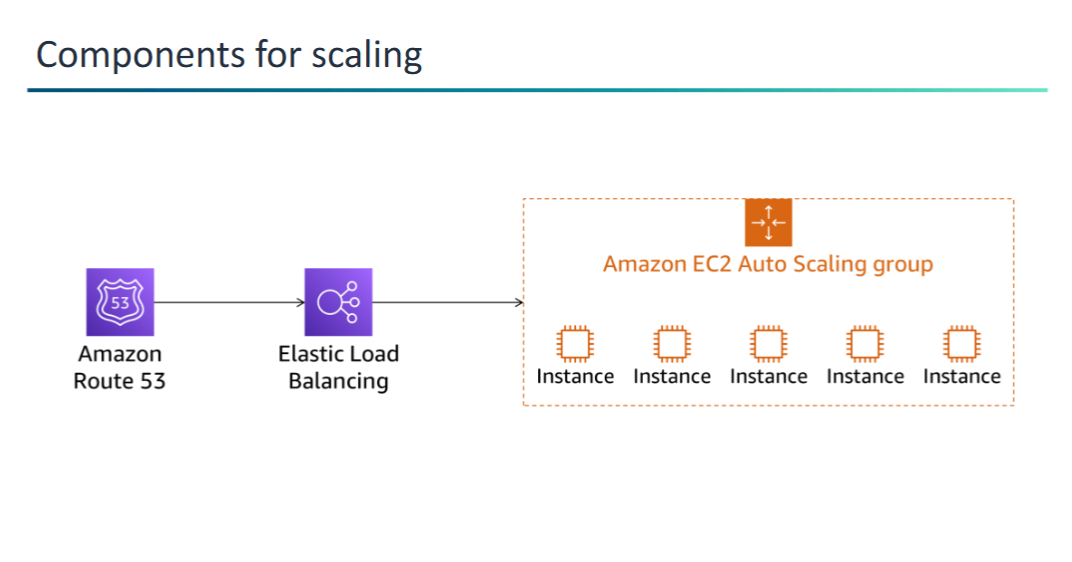 Components for scaling
Amazon EC2 Auto Scaling group
53
Amazon
Route 53
Elastic Load
Balancing
Instance
Instance
Instance
Instance
Instance